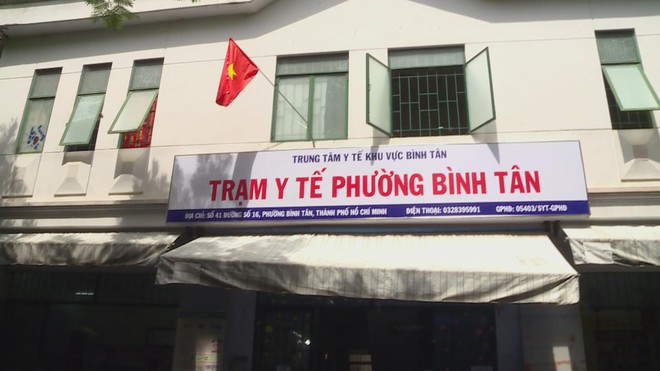 TRUNG TÂM Y TẾ KHU VỰC BÌNH TÂN
TRẠM Y TẾ PHƯỜNG BÌNH TÂN
ĐỊA CHỈ: SỐ 41 ĐƯỜNG SỐ 16, PHƯỜNG BÌNH TÂN, THÀNH PHỐ HỒ CHÍ MINH ĐIỆN THOẠI: 0328395991 GPHĐ: 05403/SYT-GPHĐ